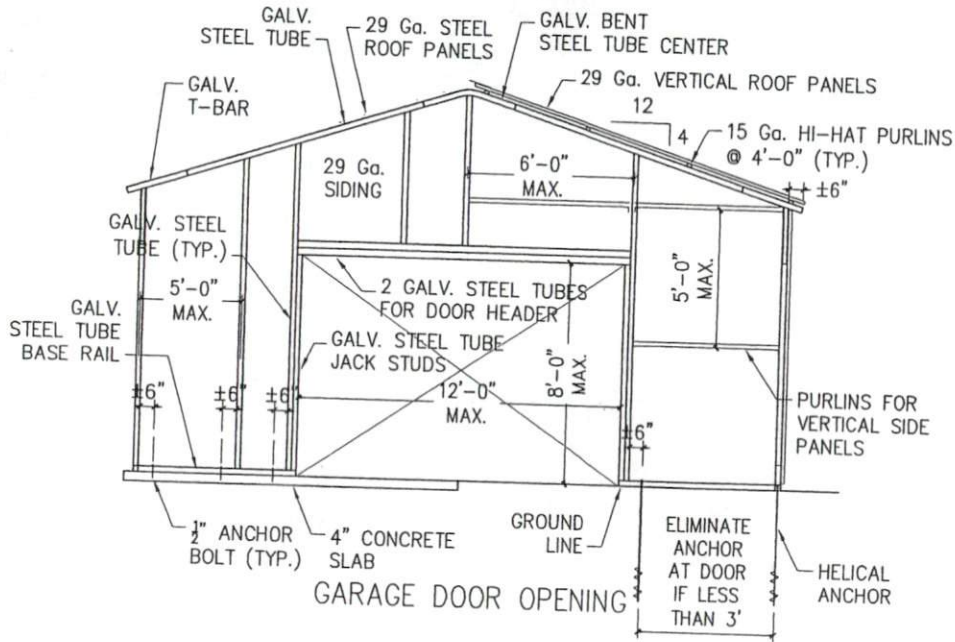 GALV.
STEEL TUBE
29 Ga. STEEL
ROOF PANELS
GALV. BENT
STEEL TUBE CENTER
29 Ga. VERTICAL ROOF PANELS
GALV.
T-BAR
12
4
15 Ga. HI-HAT PURLINS
@ 4'-0" (TYP.)
±6"
29 Ga.
SIDING
6'-0"
MAX.
GALV. STEEL
TUBE (TYP.)
5'-0"
MAX.
GALV.
STEEL TUBE
BASE RAIL
2 GALV. STEEL TUBES
FOR DOOR HEADER
GALV. STEEL TUBE
JACK STUDS
12'-0"
MAX.
8'-0"
MAX.
5'-0"
MAX.
±6"
±6"
±6"
±6"
PURLINS FOR
VERTICAL SIDE
PANELS
½" ANCHOR
BOLT (TYP.)
4" CONCRETE
SLAB
GROUND
LINE
ELIMINATE
ANCHOR
AT DOOR
IF LESS
THAN 3'
HELICAL
ANCHOR
GARAGE DOOR OPENING